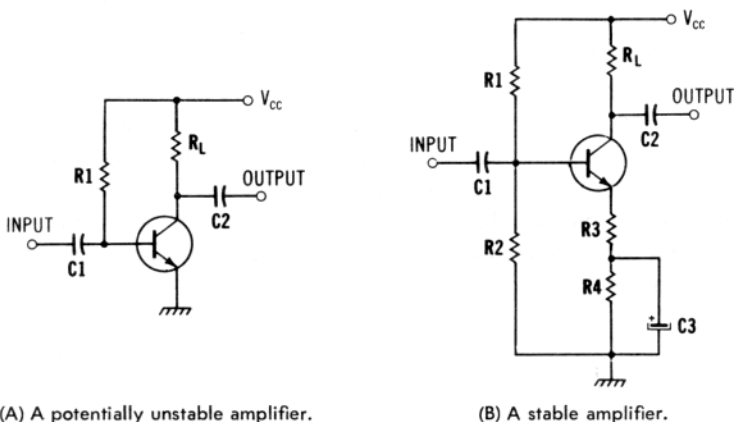 V_cc
R_L
R1
OUTPUT
C2
INPUT
C1
(A) A potentially unstable amplifier.
V_cc
R_L
R1
OUTPUT
C2
INPUT
C1
R3
R2
R4
+
C3
(B) A stable amplifier.